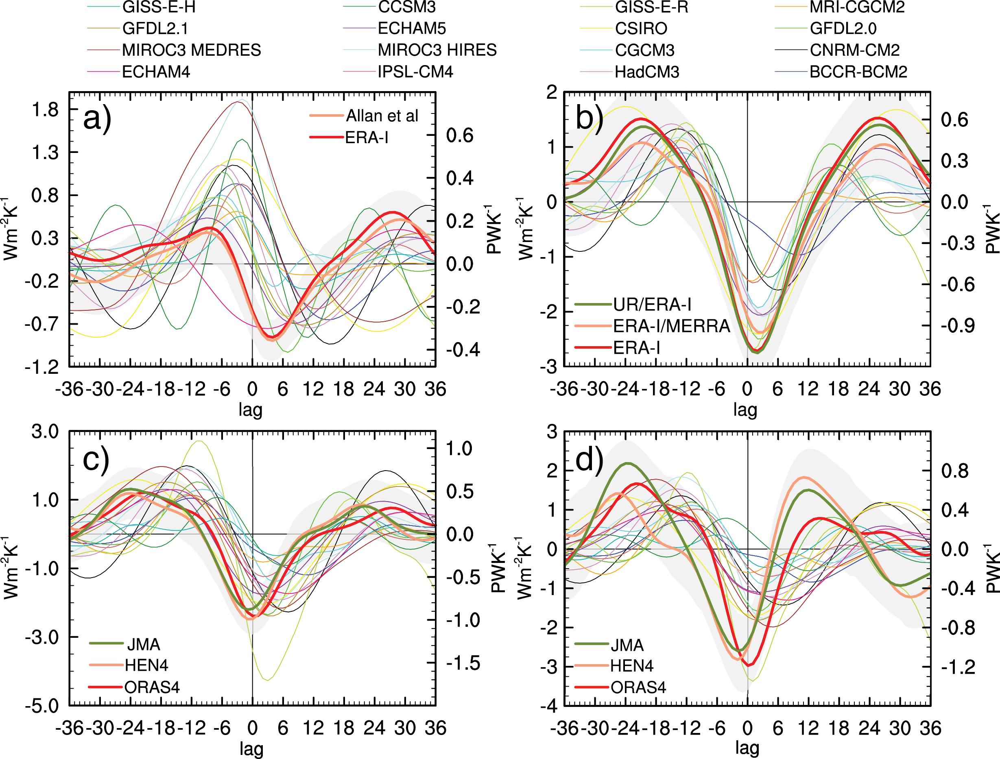 GISS-E-H CCSM3 GISS-E-R MRI-CGCM2
GFDL2.1 ECHAM5 CSIRO GFDL2.0
MIROC3 MEDRES MIROC3 HIRES CGCM3 CNRM-CM2
ECHAM4 IPSL-CM4 HadCM3 BCCR-BCM2
a)
Allan et al
ERA-I
1.8
1.3
0.8
0.3
-0.2
-0.7
-1.2
Wm-2K-1
0.6
0.4
0.2
0.0
-0.2
-0.4
PWK-1
-36 -30 -24 -18 -12 -6 0 6 12 18 24 30 36
lag
b)
UR/ERA-I
ERA-I/MERRA
ERA-I
2
1
0
-1
-2
-3
Wm-2K-1
0.6
0.3
0.0
-0.3
-0.6
-0.9
PWK-1
-36 -30 -24 -18 -12 -6 0 6 12 18 24 30 36
lag
c)
JMA
HEN4
ORAS4
3.0
1.0
-1.0
-3.0
-5.0
Wm-2K-1
1.0
0.5
0.0
-0.5
-1.0
-1.5
PWK-1
-36 -30 -24 -18 -12 -6 0 6 12 18 24 30 36
lag
d)
JMA
HEN4
ORAS4
3
2
1
0
-1
-2
-3
-4
Wm-2K-1
0.8
0.4
0.0
-0.4
-0.8
-1.2
PWK-1
-36 -30 -24 -18 -12 -6 0 6 12 18 24 30 36
lag